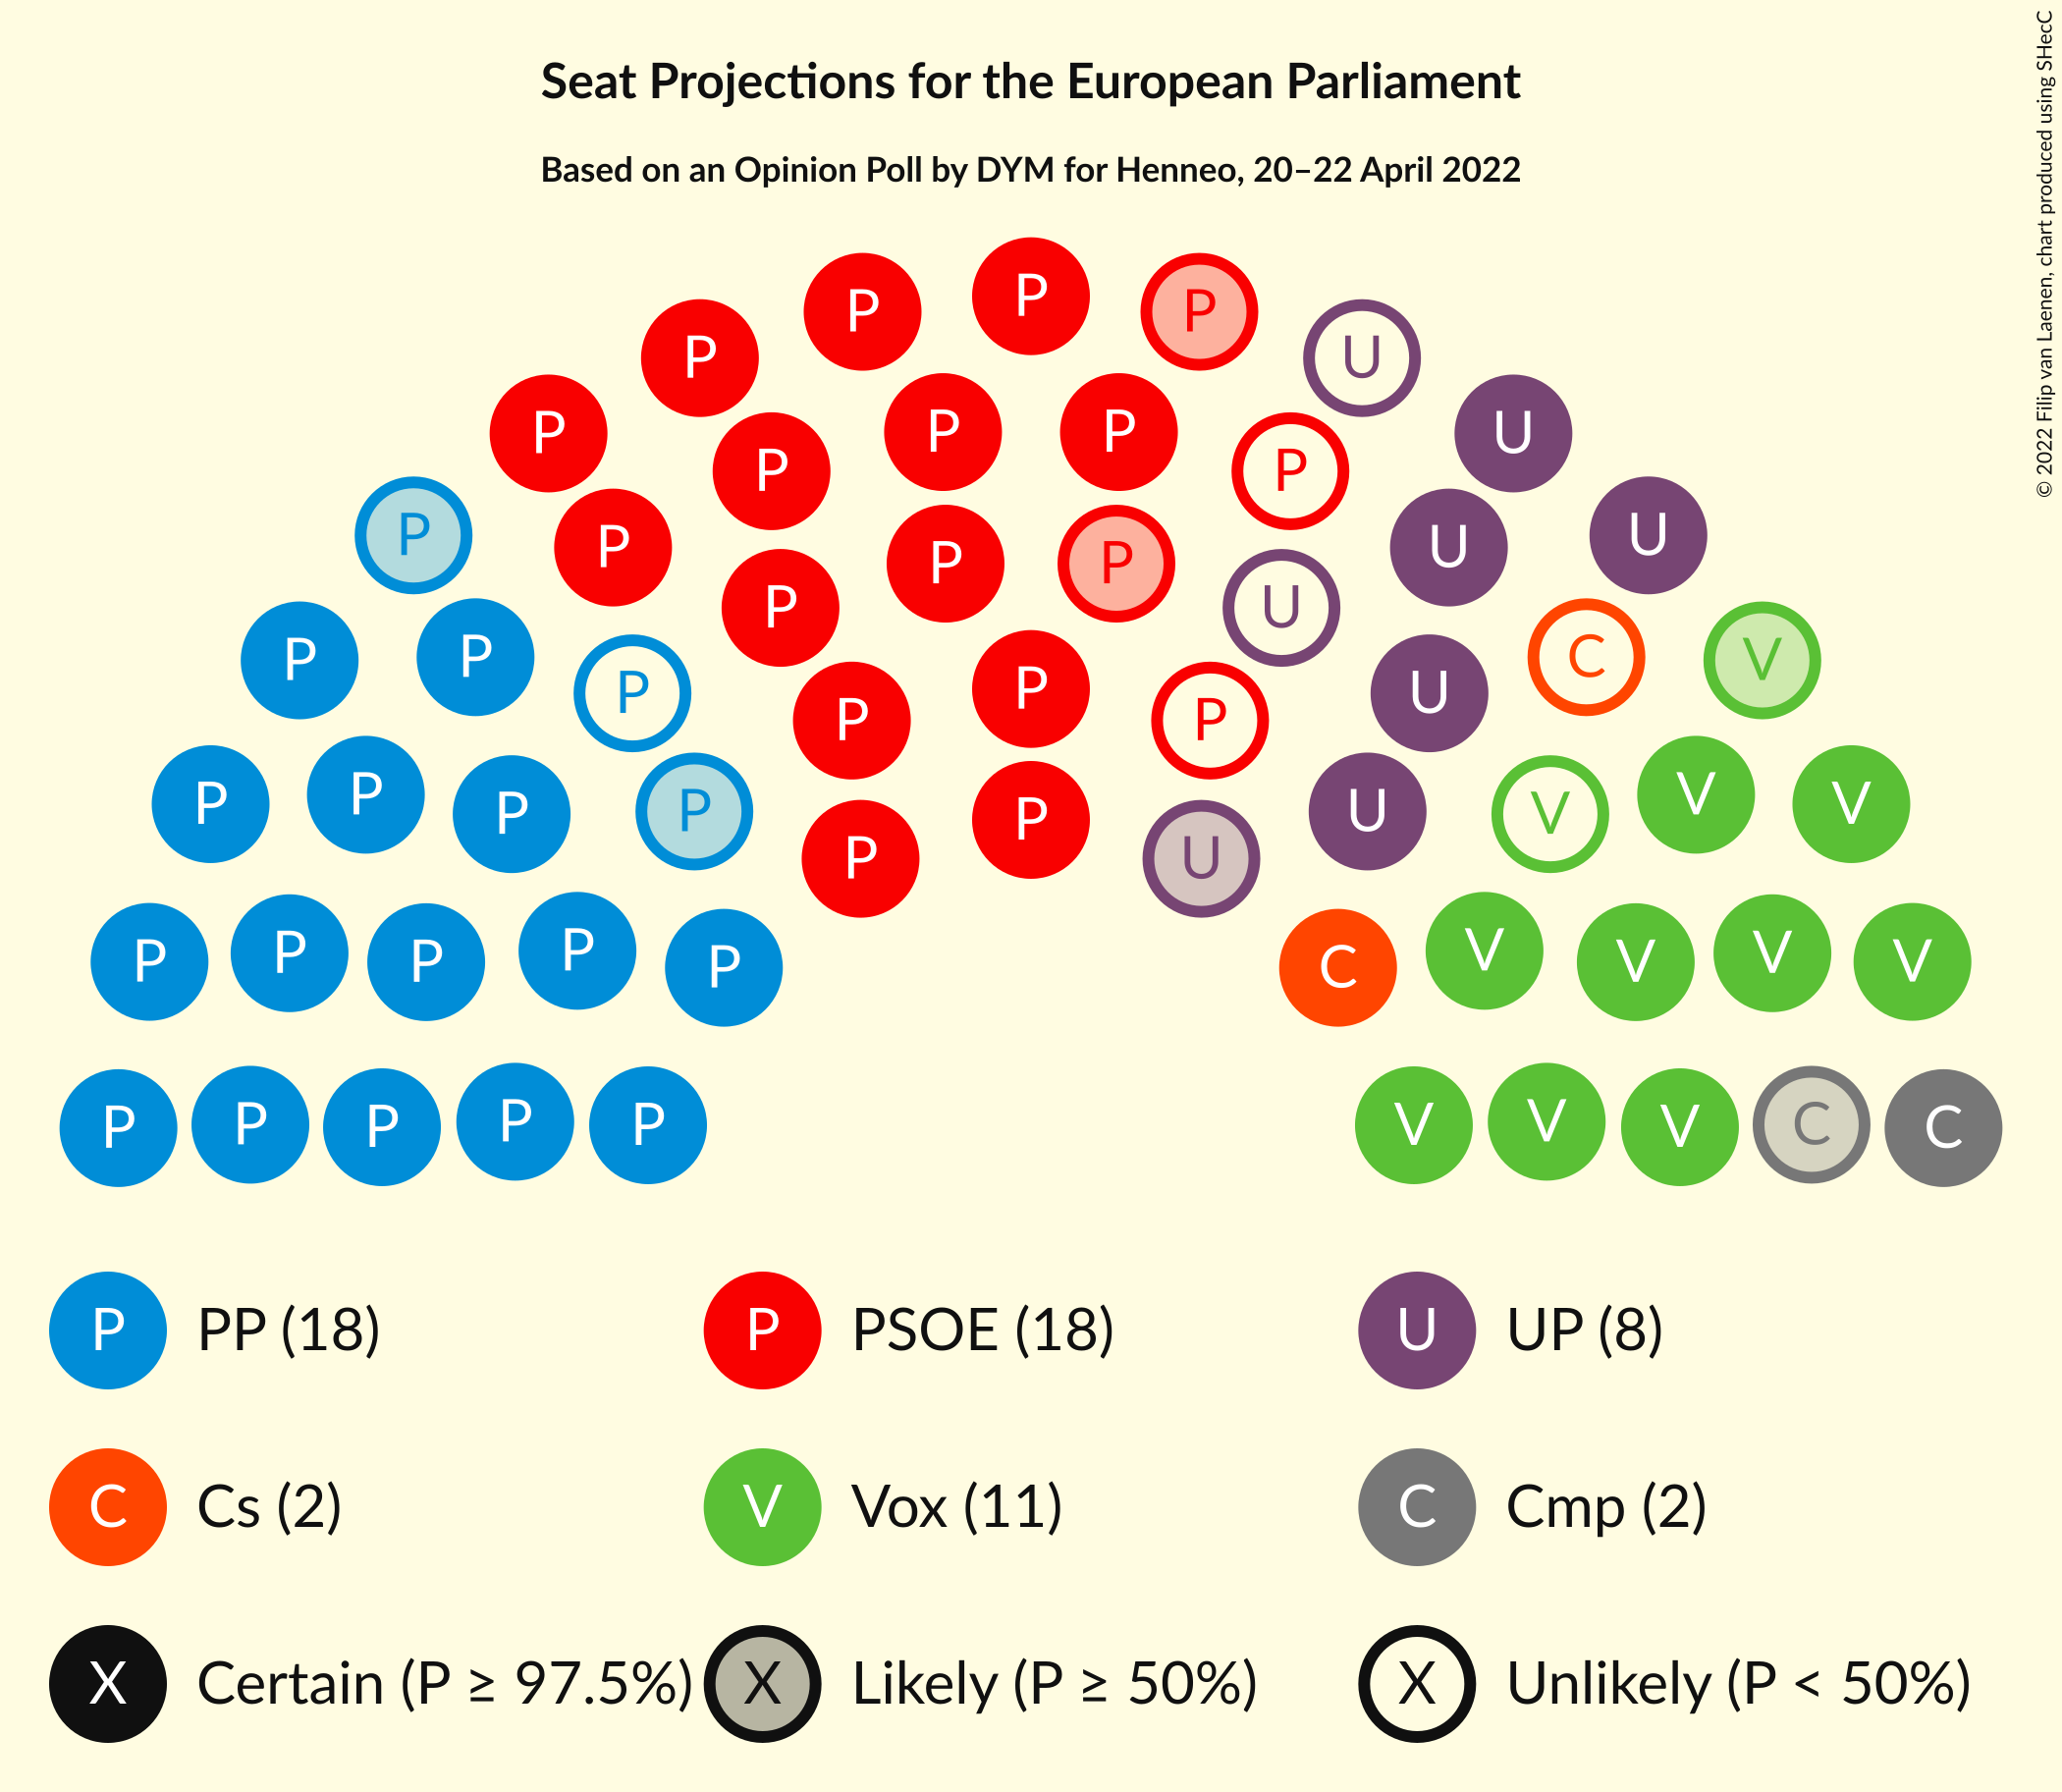 © 2022 Filip van Laenen, chart produced using SHecC
Seat Projections for the European Parliament
Based on an Opinion Poll by DYM for Henneo, 20–22 April 2022
P
P P
P U
P P P U
P P
P P P P U U
P U
P P C V
P P U
P P
P P P P P U V V V
P U
P P P P P C V V V V
P P P P P V V V C C
P PP (18) P PSOE (18) U UP (8)
C Cs (2) V Vox (11) C Cmp (2)
X Certain (P ≥ 97.5%) X Likely (P ≥ 50%) X Unlikely (P < 50%)